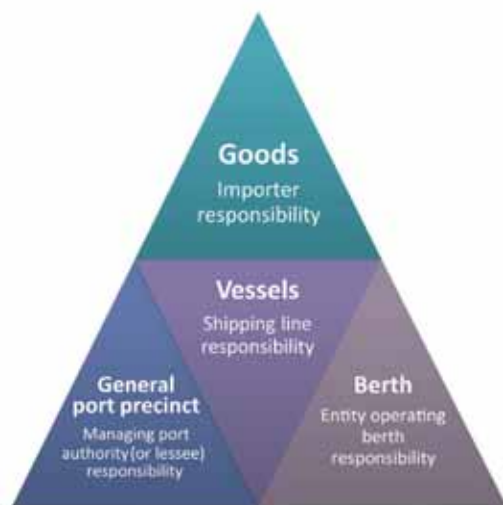 Goods
Importer
responsibility
Vessels
Shipping line
responsibility
General
port precinct
Managing port
authority(or lessee)
responsibility
Berth
Entity operating
berth
responsibility